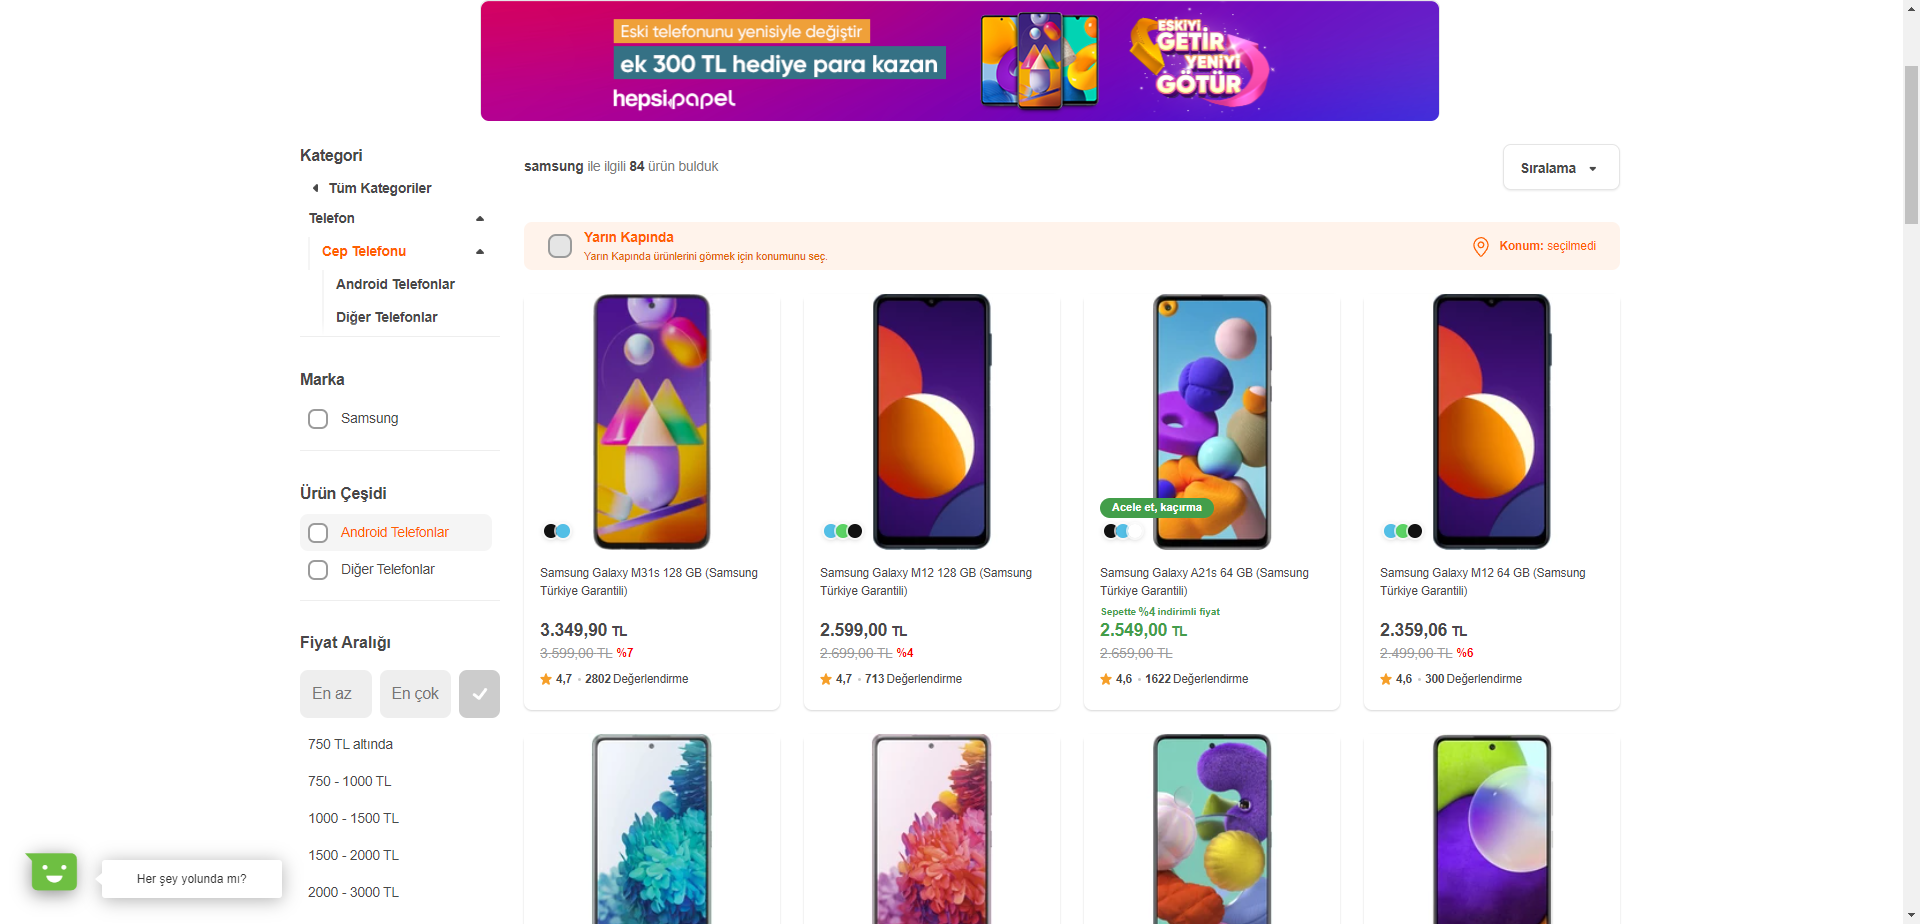 Eski telefonunu yenisiyle değiştir
ek 300 TL hediye para kazan
hepsipapel
ESKİYİ
GETİR
YENİYİ
GÖTÜR
Kategori
Tüm Kategoriler
Telefon
Cep Telefonu
Android Telefonlar
Diğer Telefonlar
Marka
Samsung
Ürün Çeşidi
Android Telefonlar
Diğer Telefonlar
Fiyat Aralığı
En az
En çok
750 TL altında
750 - 1000 TL
1000 - 1500 TL
1500 - 2000 TL
2000 - 3000 TL
samsung ile ilgili 84 ürün bulduk
Sıralama
Yarın Kapında
Yarın Kapında ürünlerini görmek için konumunu seç.
Konum: seçilmedi
Samsung Galaxy M31s 128 GB (Samsung
Türkiye Garantili)
3.349,90 TL
3.599,00 TL %7
4,7 • 2802 Değerlendirme
Samsung Galaxy M12 128 GB (Samsung
Türkiye Garantili)
2.599,00 TL
2.699,00 TL %4
4,7 • 713 Değerlendirme
Acele et, kaçırma
Samsung Galaxy A21s 64 GB (Samsung
Türkiye Garantili)
Sepette %4 indirimli fiyat
2.549,00 TL
2.659,00 TL
4,6 • 1622 Değerlendirme
Samsung Galaxy M12 64 GB (Samsung
Türkiye Garantili)
2.359,06 TL
2.499,00 TL %6
4,6 • 300 Değerlendirme
Her şey yolunda mı?